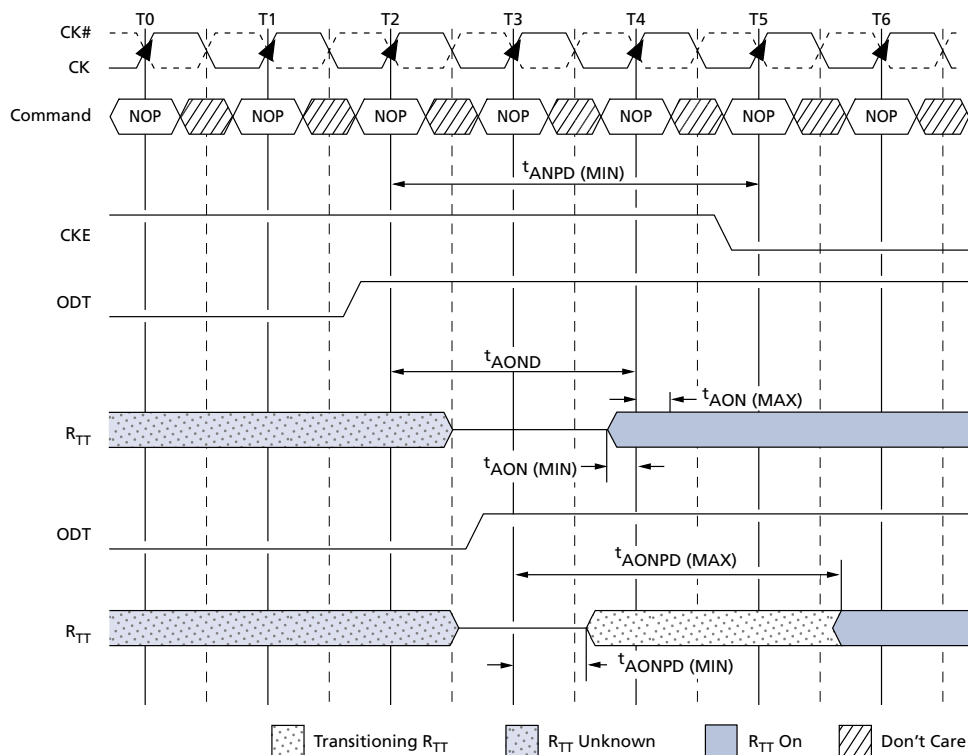 T0 T1 T2 T3 T4 T5 T6
CK#
CK
Command NOP NOP NOP NOP NOP NOP NOP
tANPD (MIN)
CKE
ODT
tAOND
tAON (MAX)
RTT
tAON (MIN)
ODT
tAONPD (MAX)
RTT
tAONPD (MIN)
Transitioning RTT RTT Unknown RTT On Don't Care